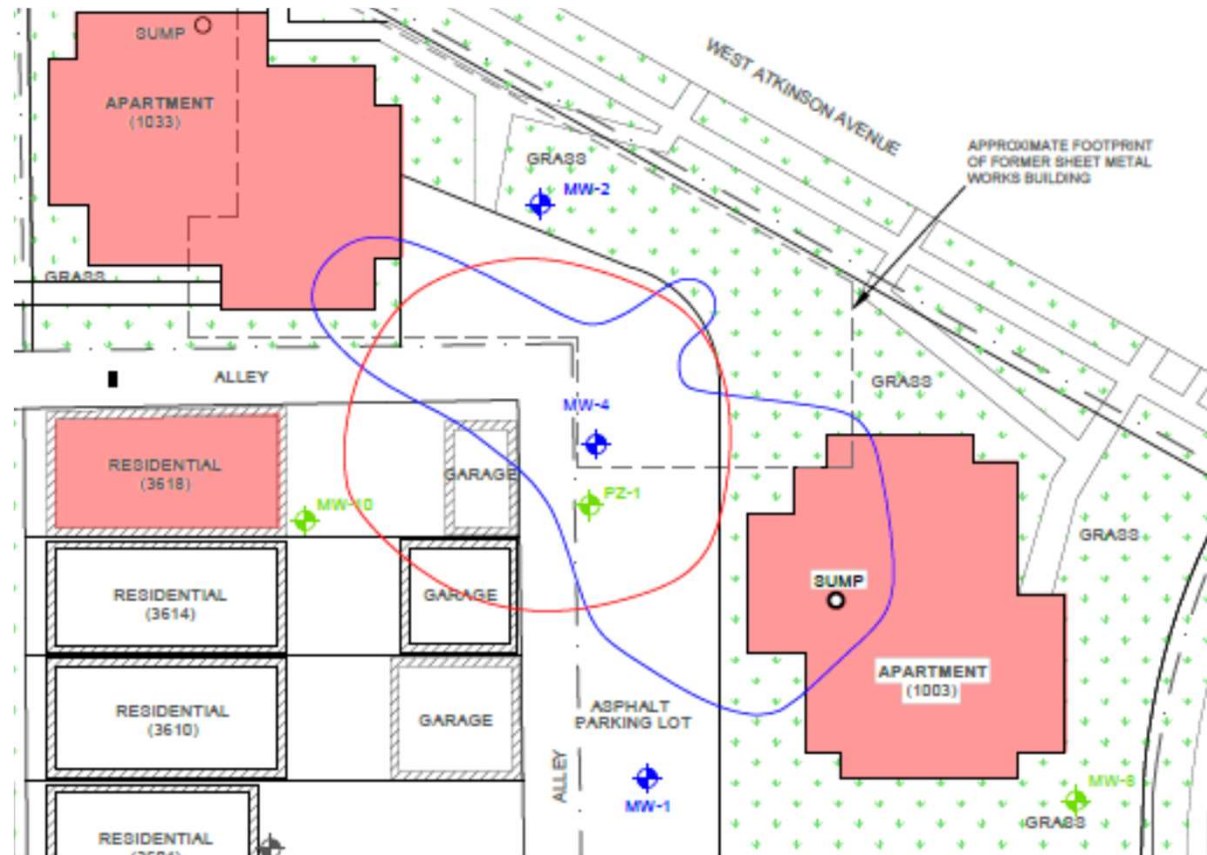 SUMP
WEST ATKINSON AVENUE
APARTMENT
(1033)
APPROXIMATE FOOTPRINT
OF FORMER SHEET METAL
WORKS BUILDING
GRASS
MW-2
GRASS
ALLEY
GRASS
MW-4
RESIDENTIAL
(3618)
GARAGE
MW-10
PZ-1
GRASS
RESIDENTIAL
(3614)
GARAGE
SUMP
APARTMENT
(1003)
RESIDENTIAL
(3610)
GARAGE
ASPHALT
PARKING LOT
ALLEY
MW-1
MW-8
GRASS
RESIDENTIAL